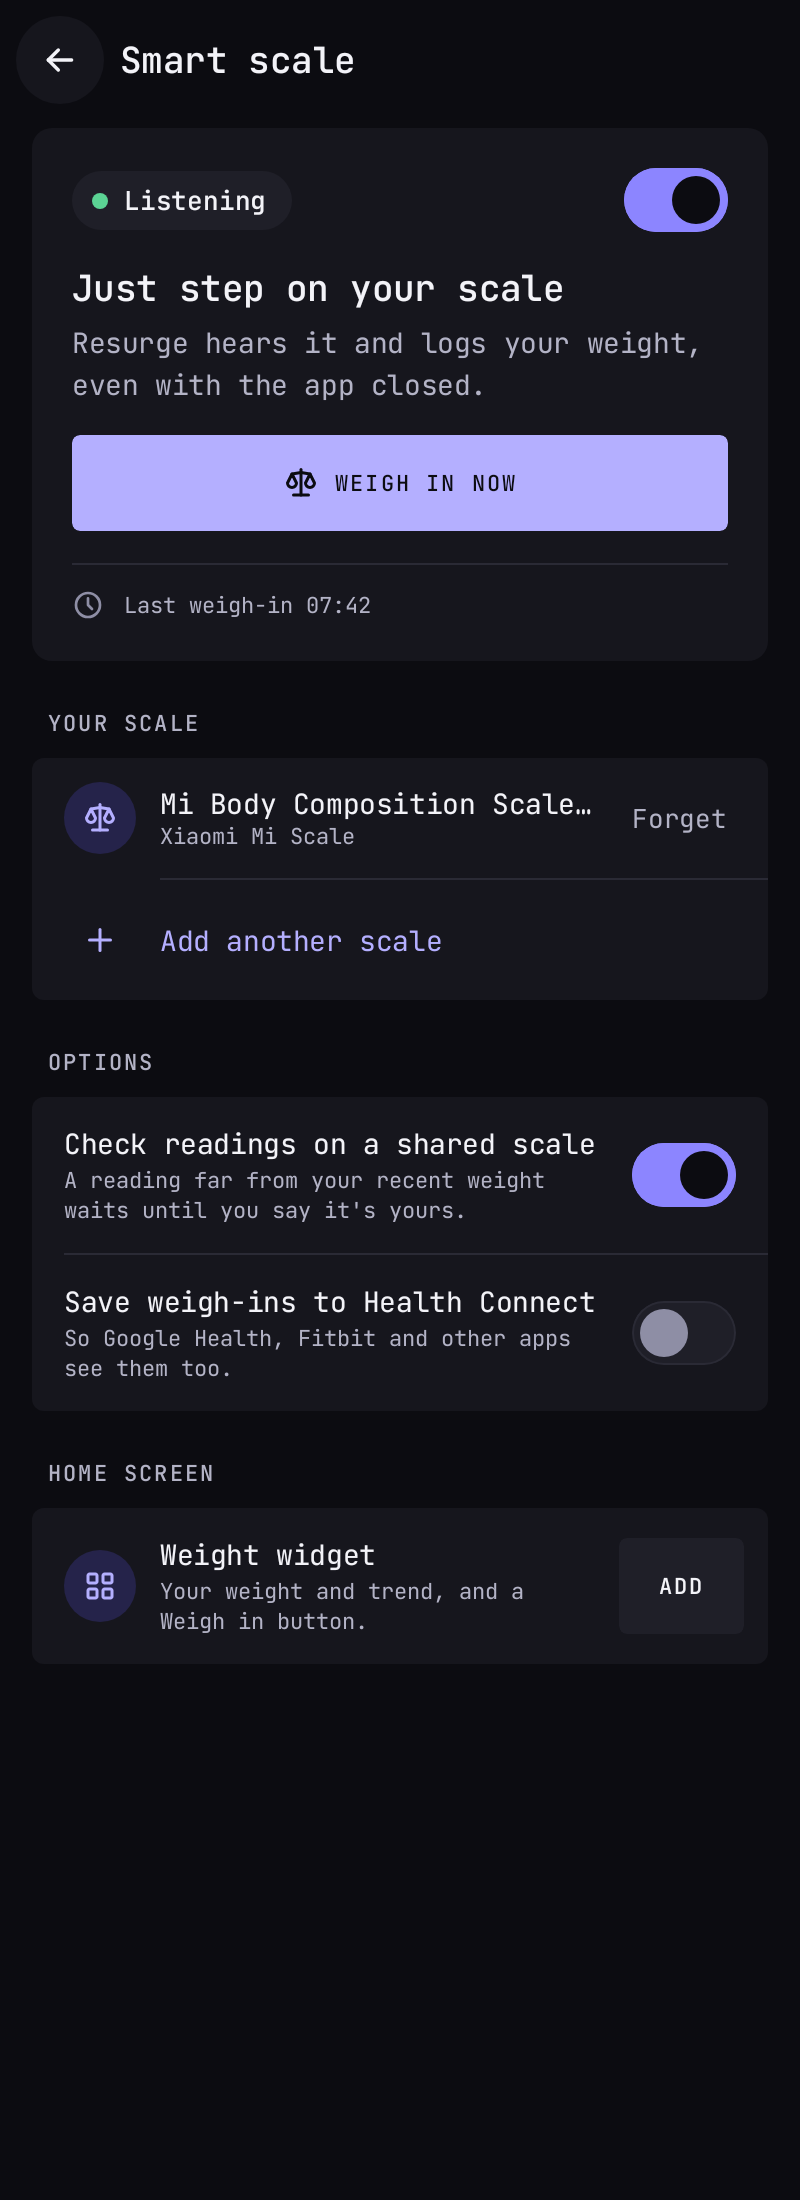 Smart scale
Listening
Just step on your scale
Resurge hears it and logs your weight,
even with the app closed.
WEIGH IN NOW
Last weigh-in 07:42
YOUR SCALE
Mi Body Composition Scale…
Xiaomi Mi Scale
Forget
Add another scale
OPTIONS
Check readings on a shared scale
A reading far from your recent weight
waits until you say it's yours.
Save weigh-ins to Health Connect
So Google Health, Fitbit and other apps
see them too.
HOME SCREEN
Weight widget
Your weight and trend, and a
Weigh in button.
ADD